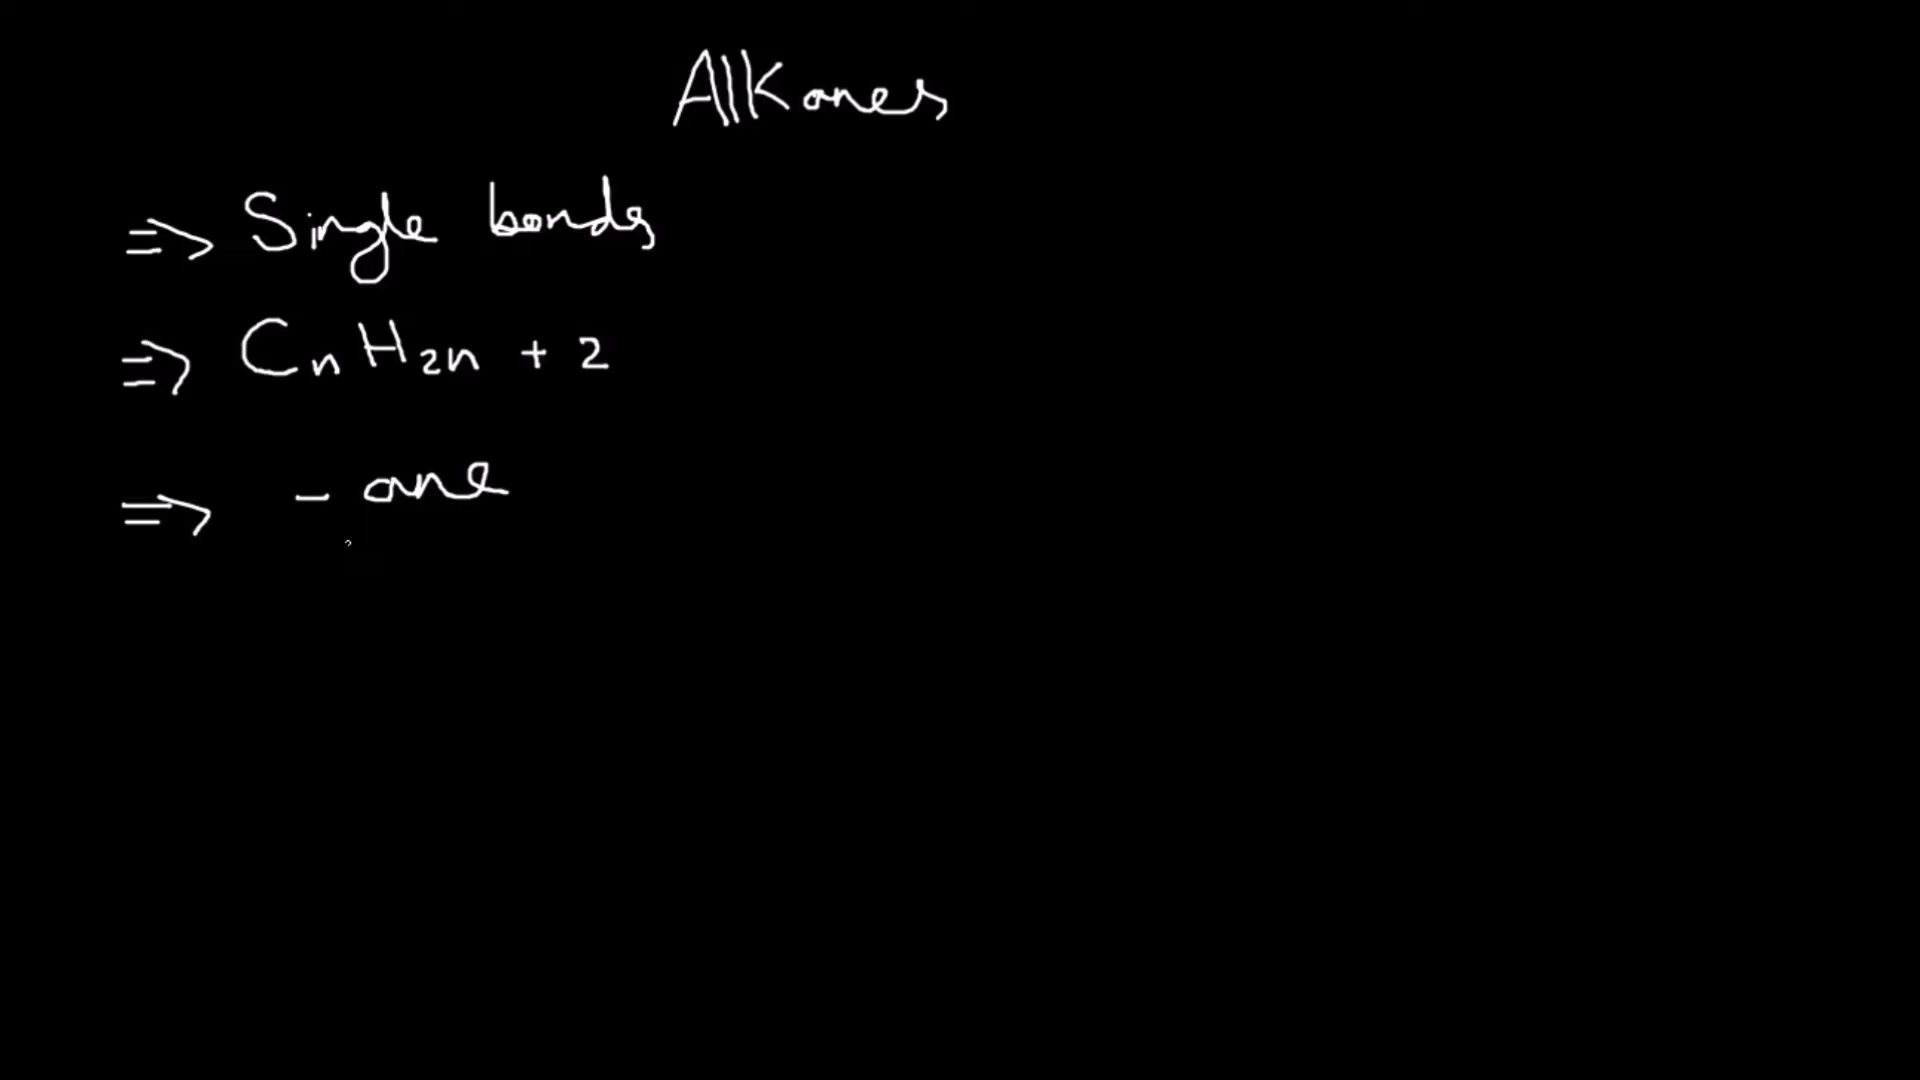 Alkanes
=> Single bonds
=> CnH2n + 2
=> - ane